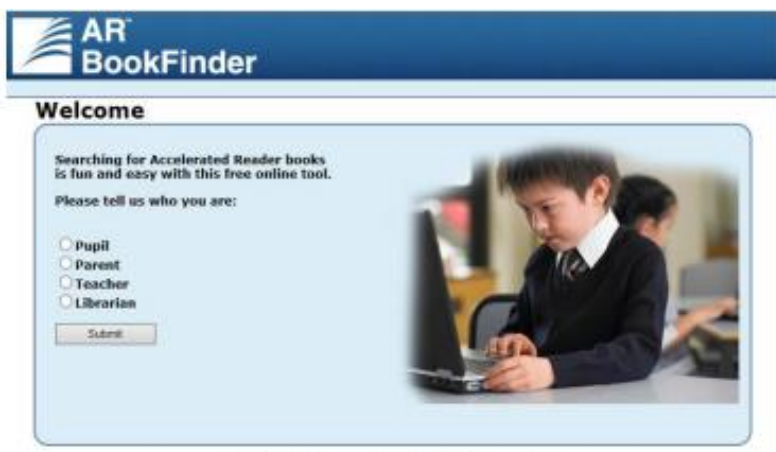 AR™
BookFinder
Welcome
Searching for Accelerated Reader books
is fun and easy with this free online tool.
Please tell us who you are:
Pupil
Parent
Teacher
Librarian
Submit